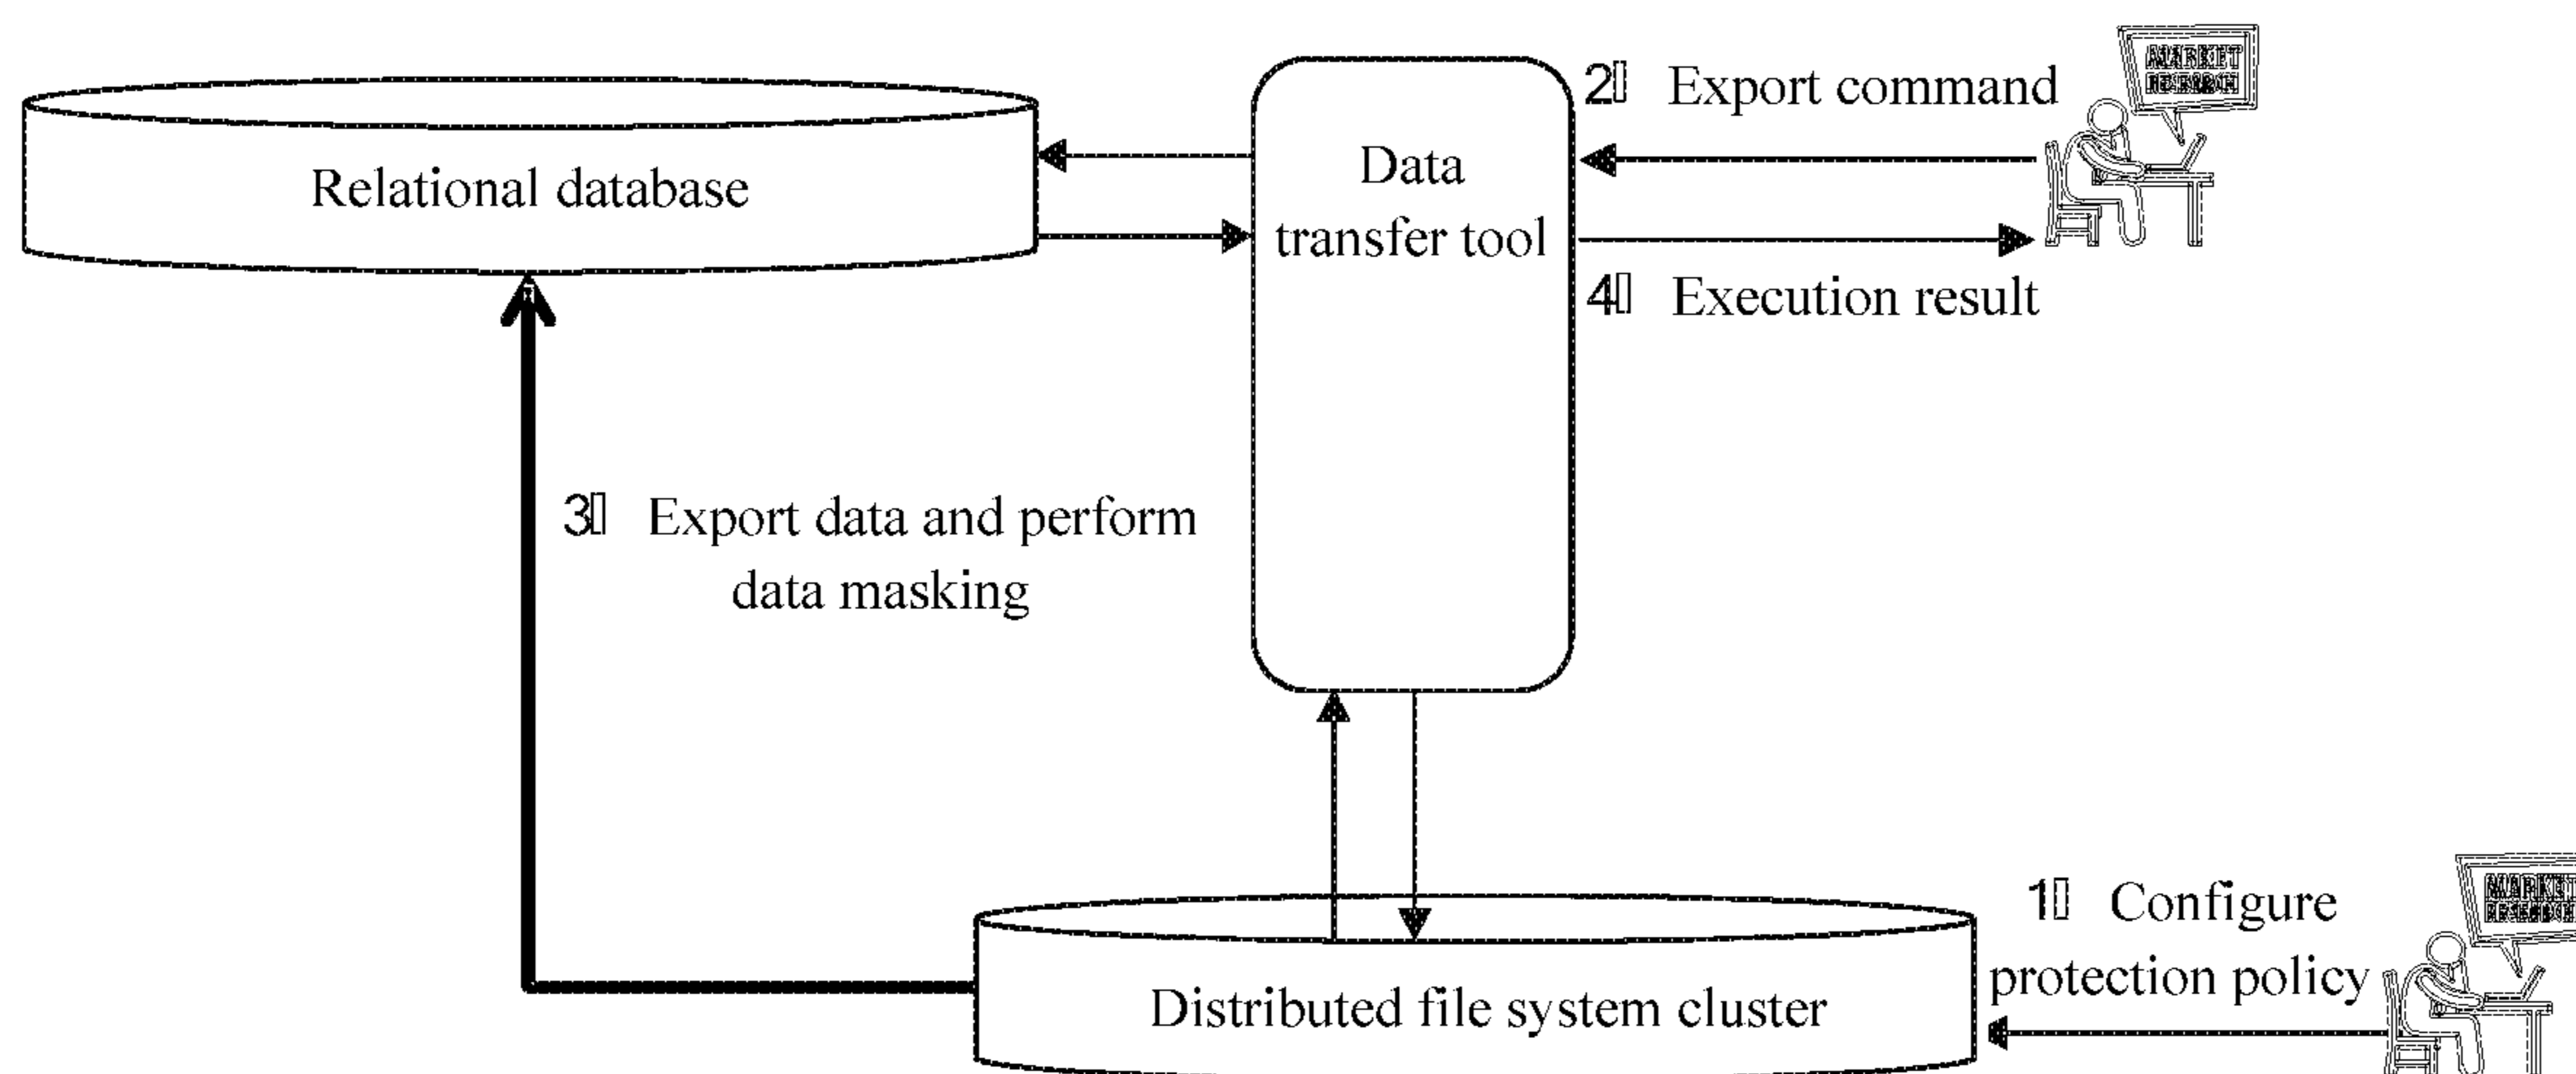 2 Export command
Relational database
Data
transfer tool
4 Execution result
3 Export data and perform
data masking
1 Configure
protection policy
Distributed file system cluster